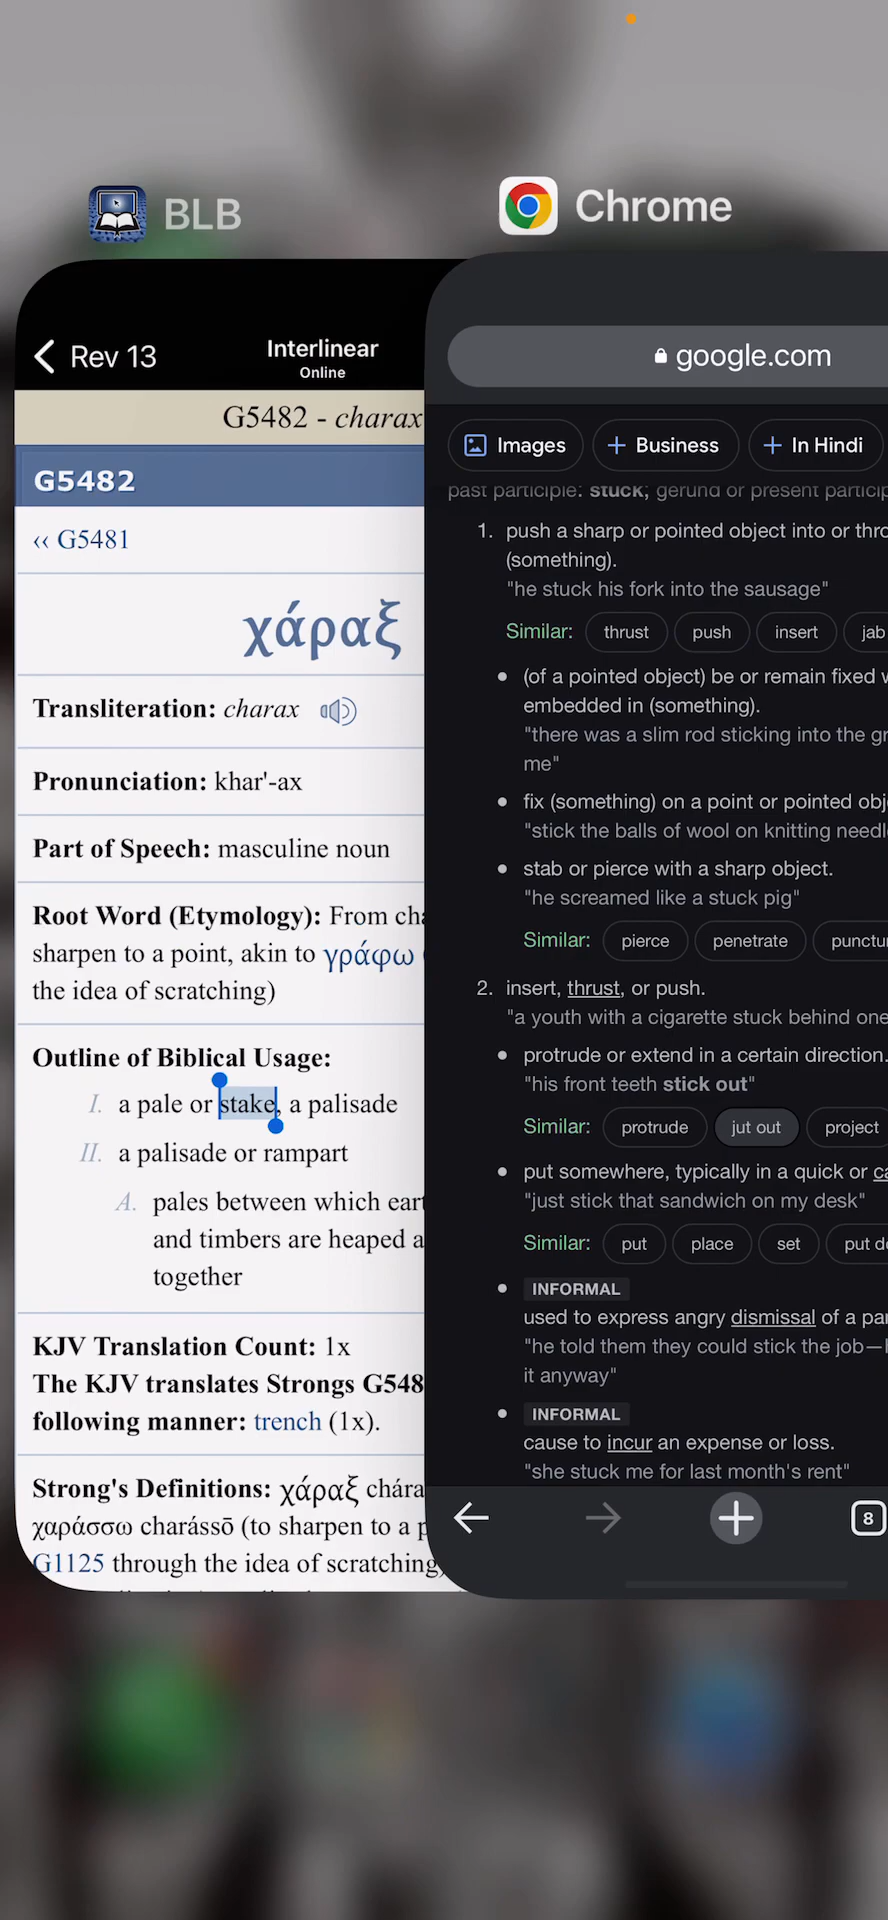 BLB
Rev 13
Interlinear
Online
G5482 - charax
G5482
‹‹ G5481
χάραξ
Transliteration: charax
Pronunciation: khar'-ax
Part of Speech: masculine noun
Root Word (Etymology): From
sharpen to a point, akin to γράφω
the idea of scratching)
Outline of Biblical Usage:
I. a pale or stake, a palisade
II. a palisade or rampart
A. pales between which
and timbers are heaped
together
KJV Translation Count: 1x
The KJV translates Strongs
following manner: trench (1x).
Strong's Definitions: χάραξ
χαράσσω charássō (to sharpen to a
G1125 through the idea of scratching
Chrome
google.com
Images
+ Business
+ In Hindi
past participle: stuck; gerund or present
1. push a sharp or pointed object into or
(something).
"he stuck his fork into the sausage"
Similar: thrust push insert jab
• (of a pointed object) be or remain fixed
embedded in (something).
"there was a slim rod sticking into the
me"
• fix (something) on a point or pointed
"stick the balls of wool on knitting
• stab or pierce with a sharp object.
"he screamed like a stuck pig"
Similar: pierce penetrate
2. insert, thrust, or push.
"a youth with a cigarette stuck behind one
• protrude or extend in a certain direction.
"his front teeth stick out"
Similar: protrude jut out project
• put somewhere, typically in a quick or
"just stick that sandwich on my desk"
Similar: put place set put
• INFORMAL
used to express angry dismissal of a
"he told them they could stick the job—
it anyway"
• INFORMAL
cause to incur an expense or loss.
"she stuck me for last month's rent"
8